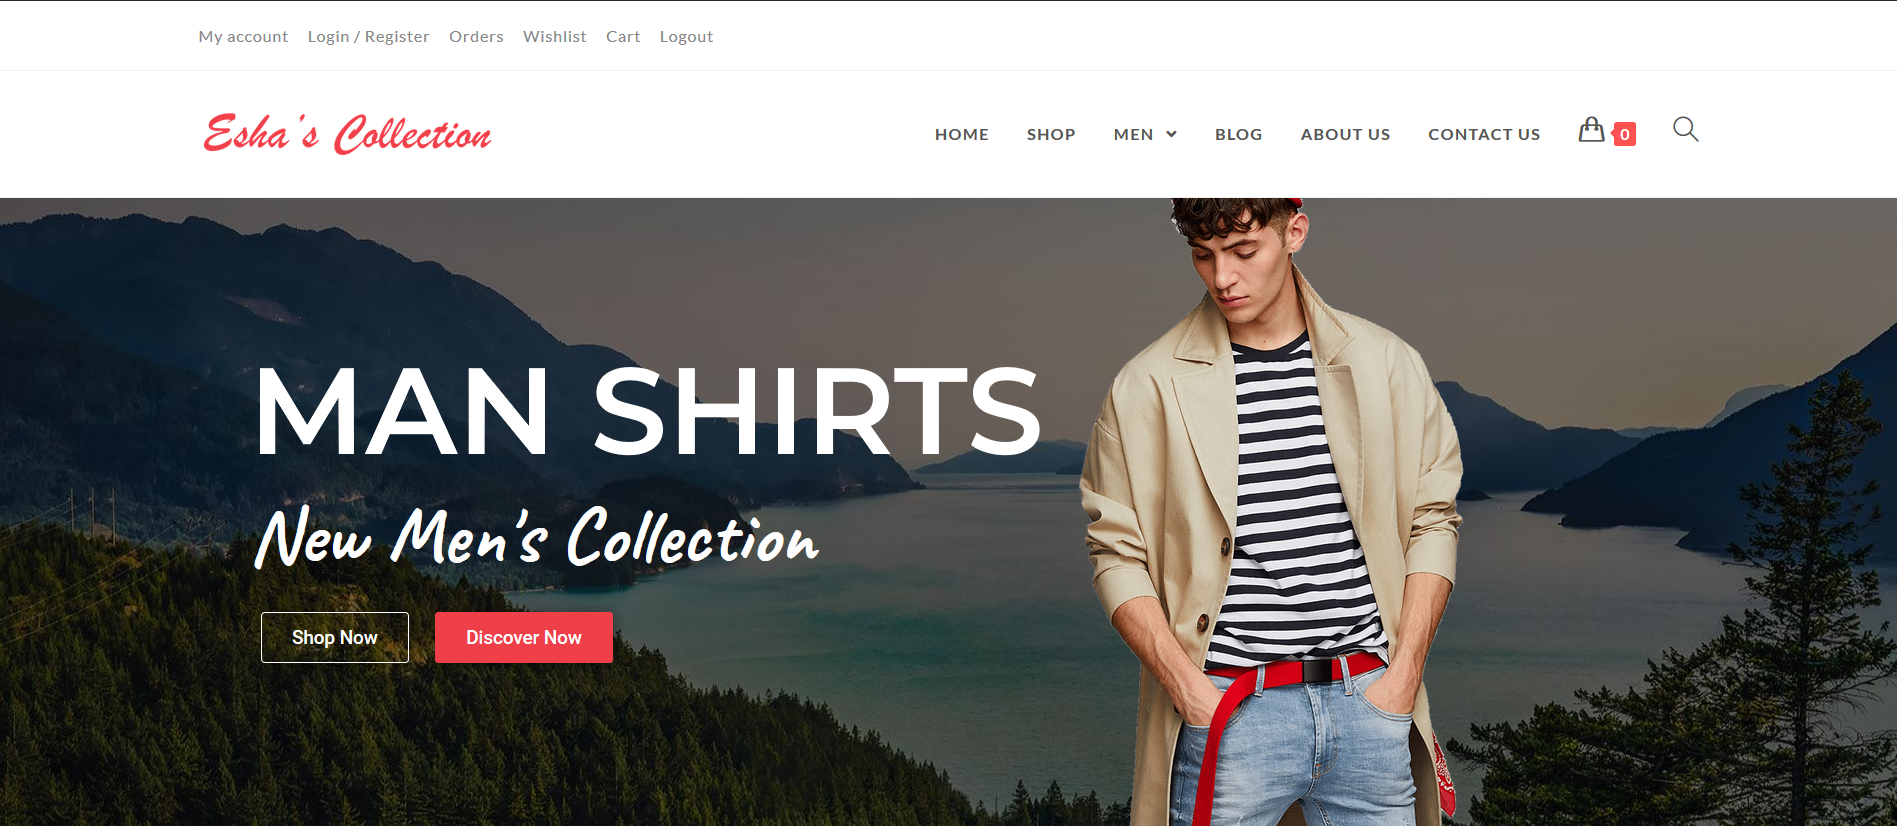 My account Login / Register Orders Wishlist Cart Logout
Esha's Collection
HOME SHOP MEN BLOG ABOUT US CONTACT US 0
MAN SHIRTS
New Men's Collection
Shop Now Discover Now